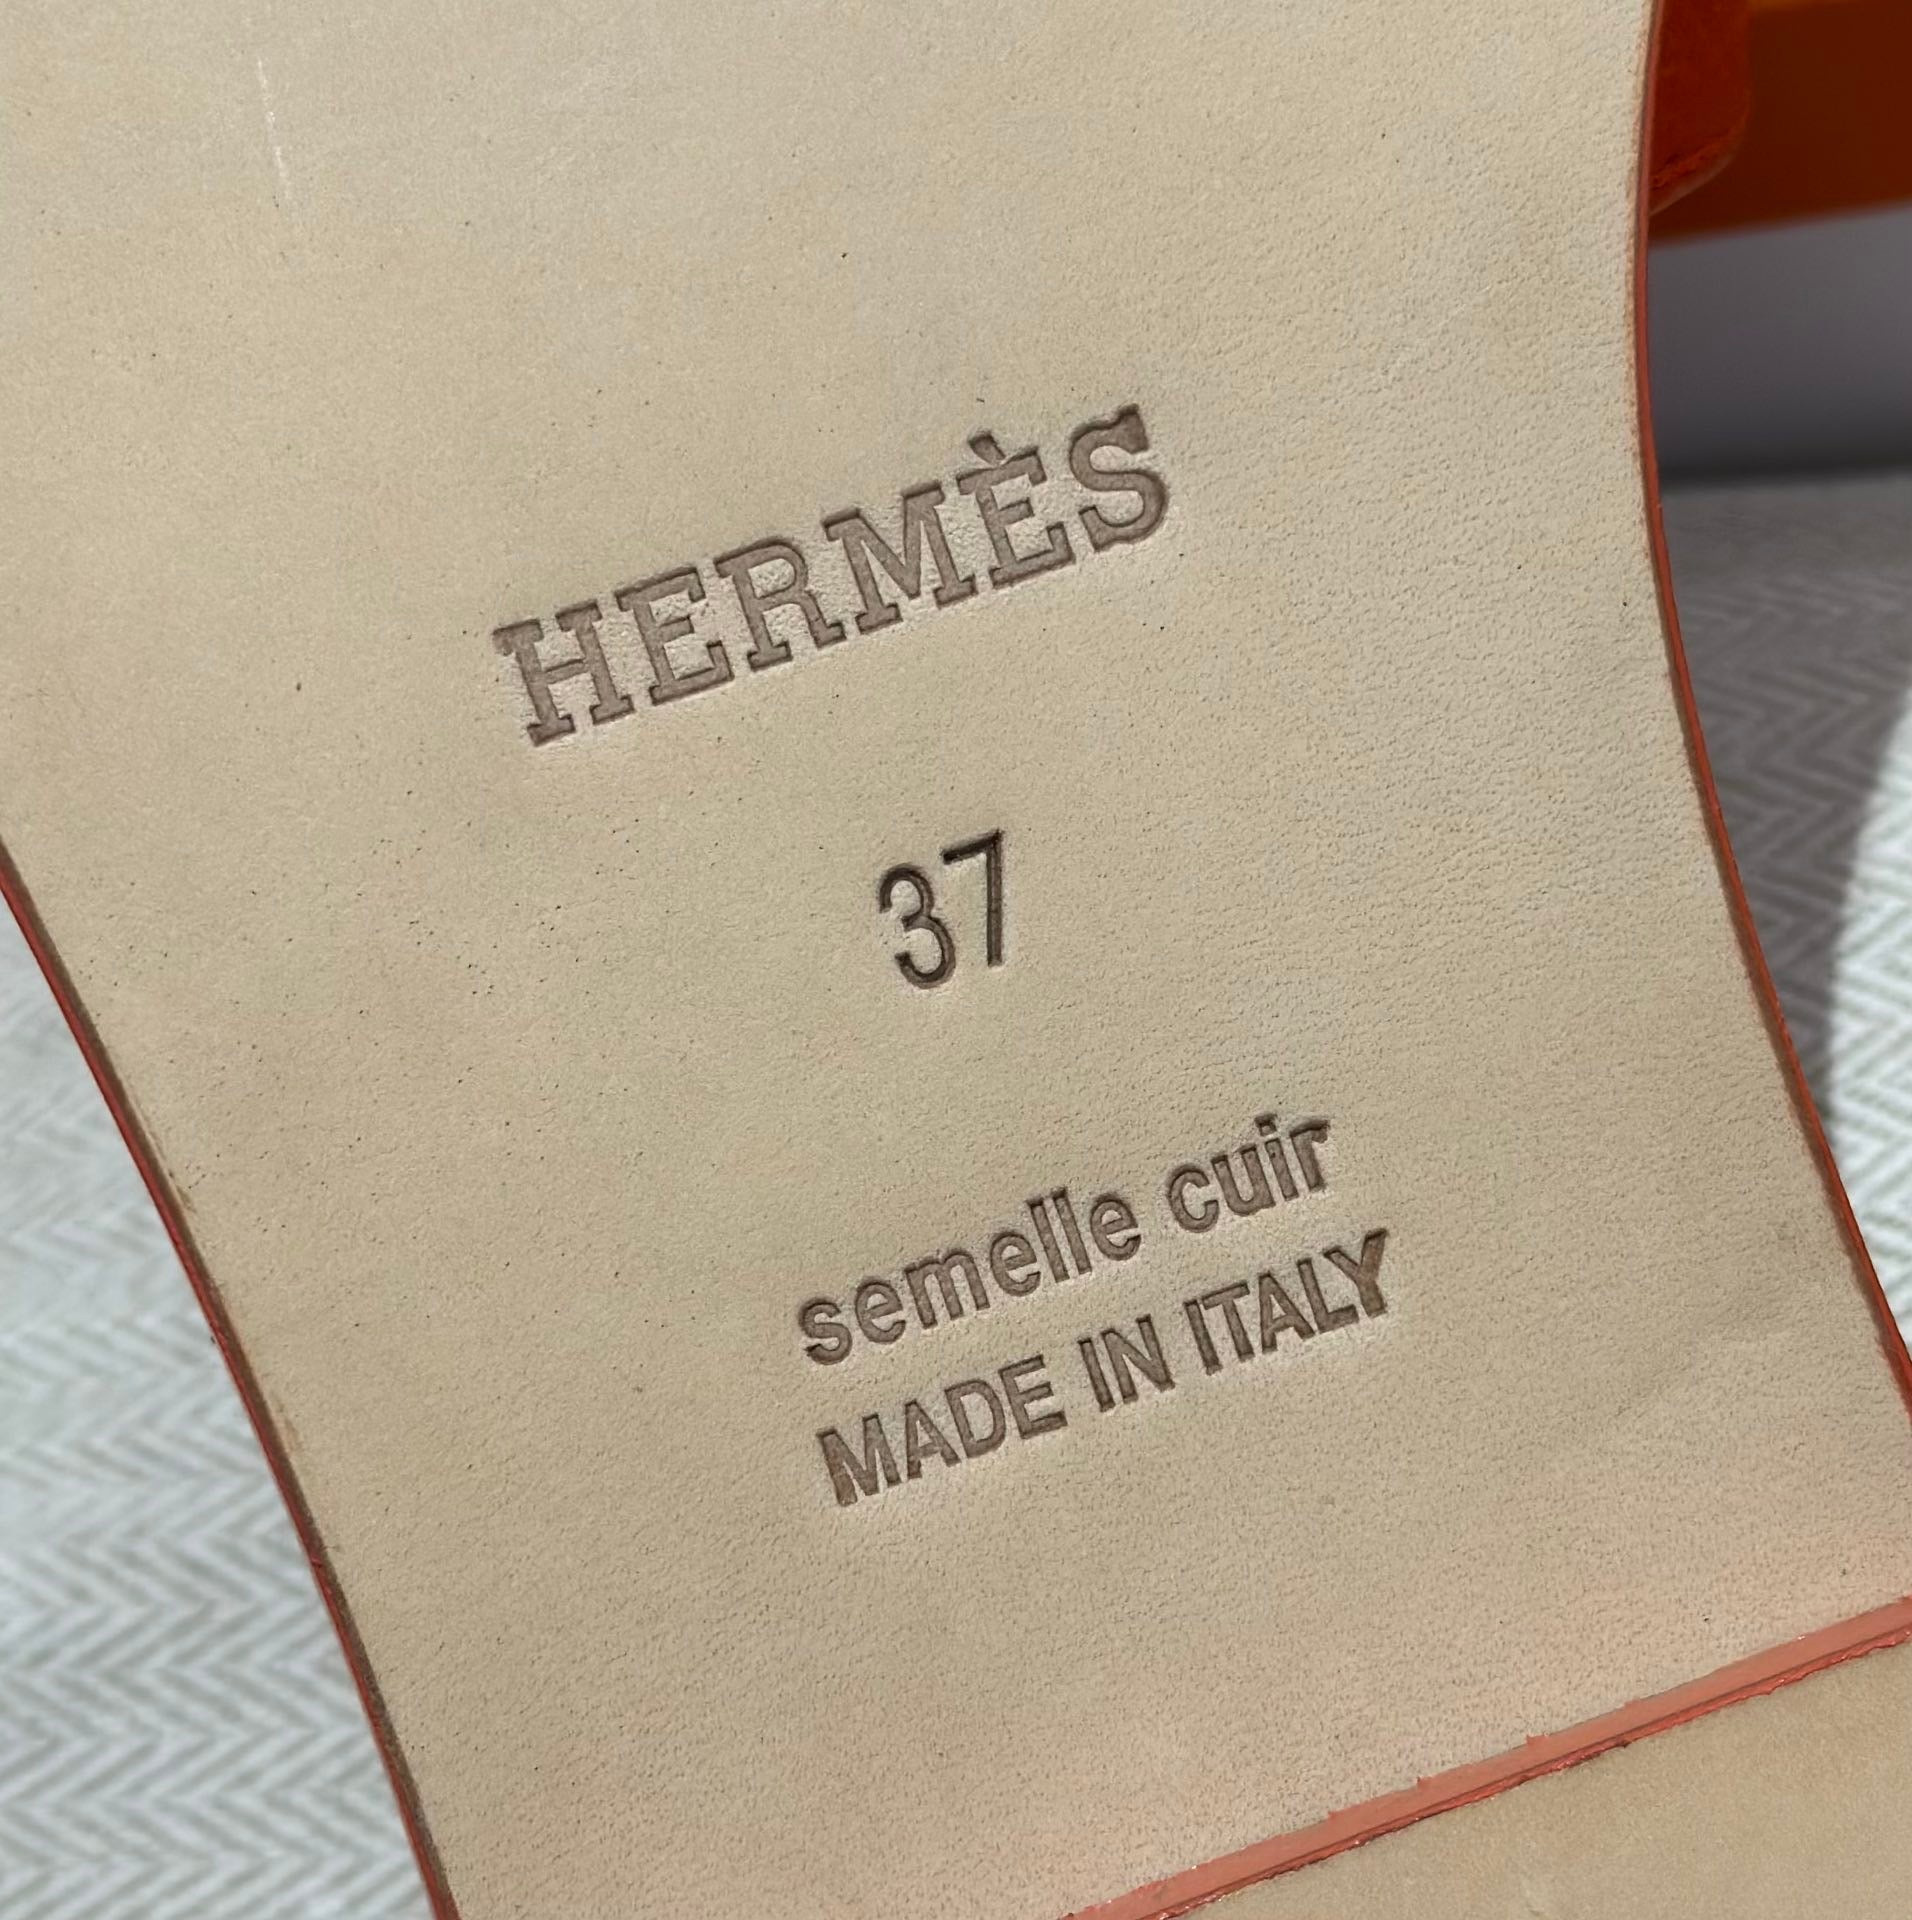 HERMÈS
37
semelle cuir
MADE IN ITALY